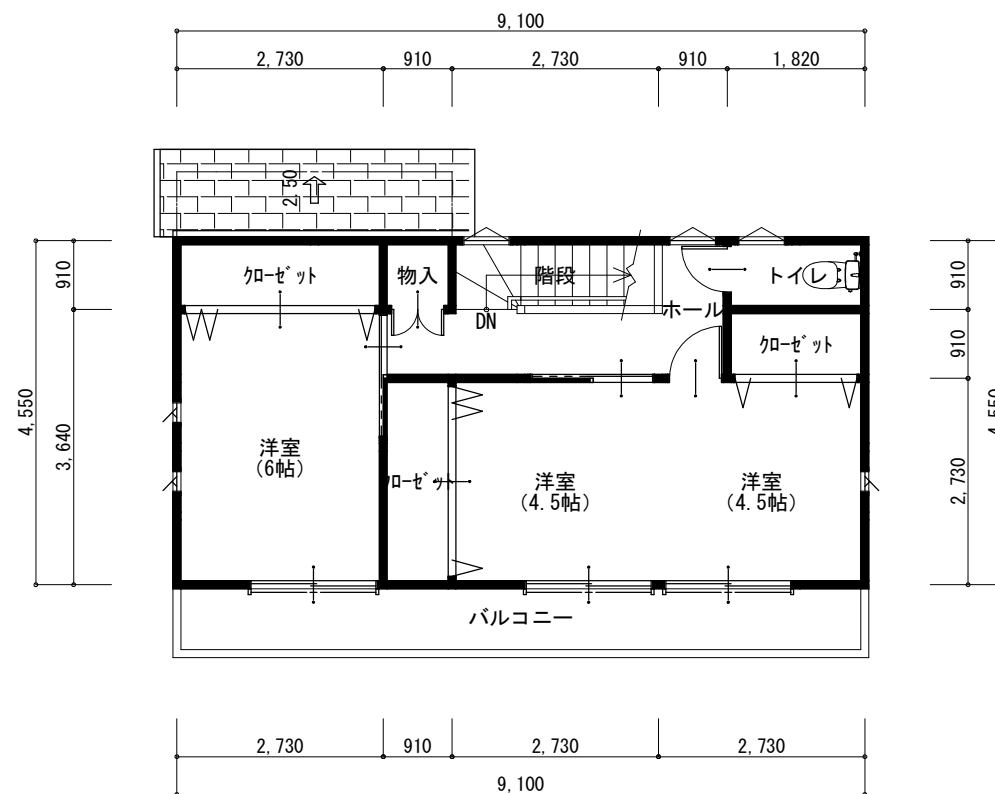 9,100
2,730 910 2,730 910 1,820
2.50
910 クローゼット 物入 階段 トイレ 910
DN ホール
クローゼット 910
4,550 3,640 4,550
洋室
(6帖)
ローゼット
洋室
(4.5帖)
洋室
(4.5帖)
2,730
バルコニー
2,730 910 2,730 2,730
9,100